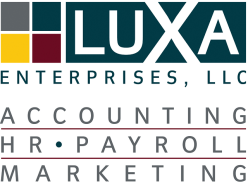 LUXA
ENTERPRISES, LLC
ACCOUNTING
HR • PAYROLL
MARKETING